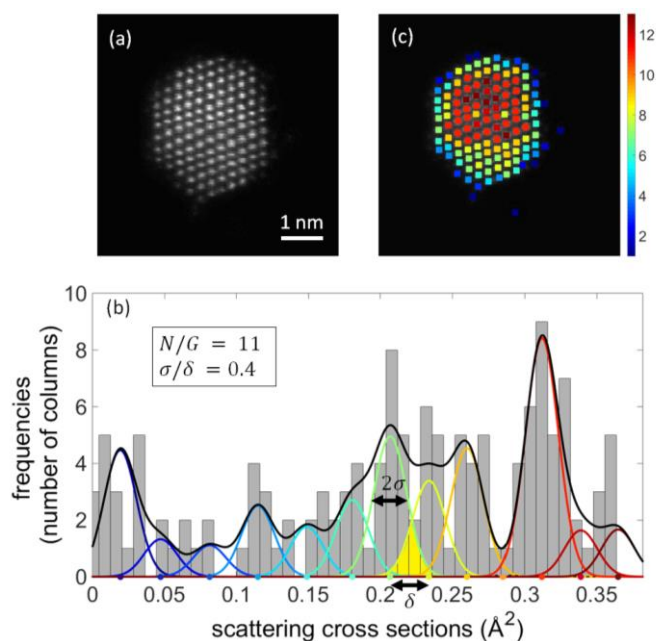 (a)
1 nm
(c)
12
10
8
6
4
2
(b)
N/G = 11
σ/δ = 0.4
2σ
δ
10
8
6
4
2
0
frequencies
(number of columns)
0 0.05 0.1 0.15 0.2 0.25 0.3 0.35
scattering cross sections (Å²)